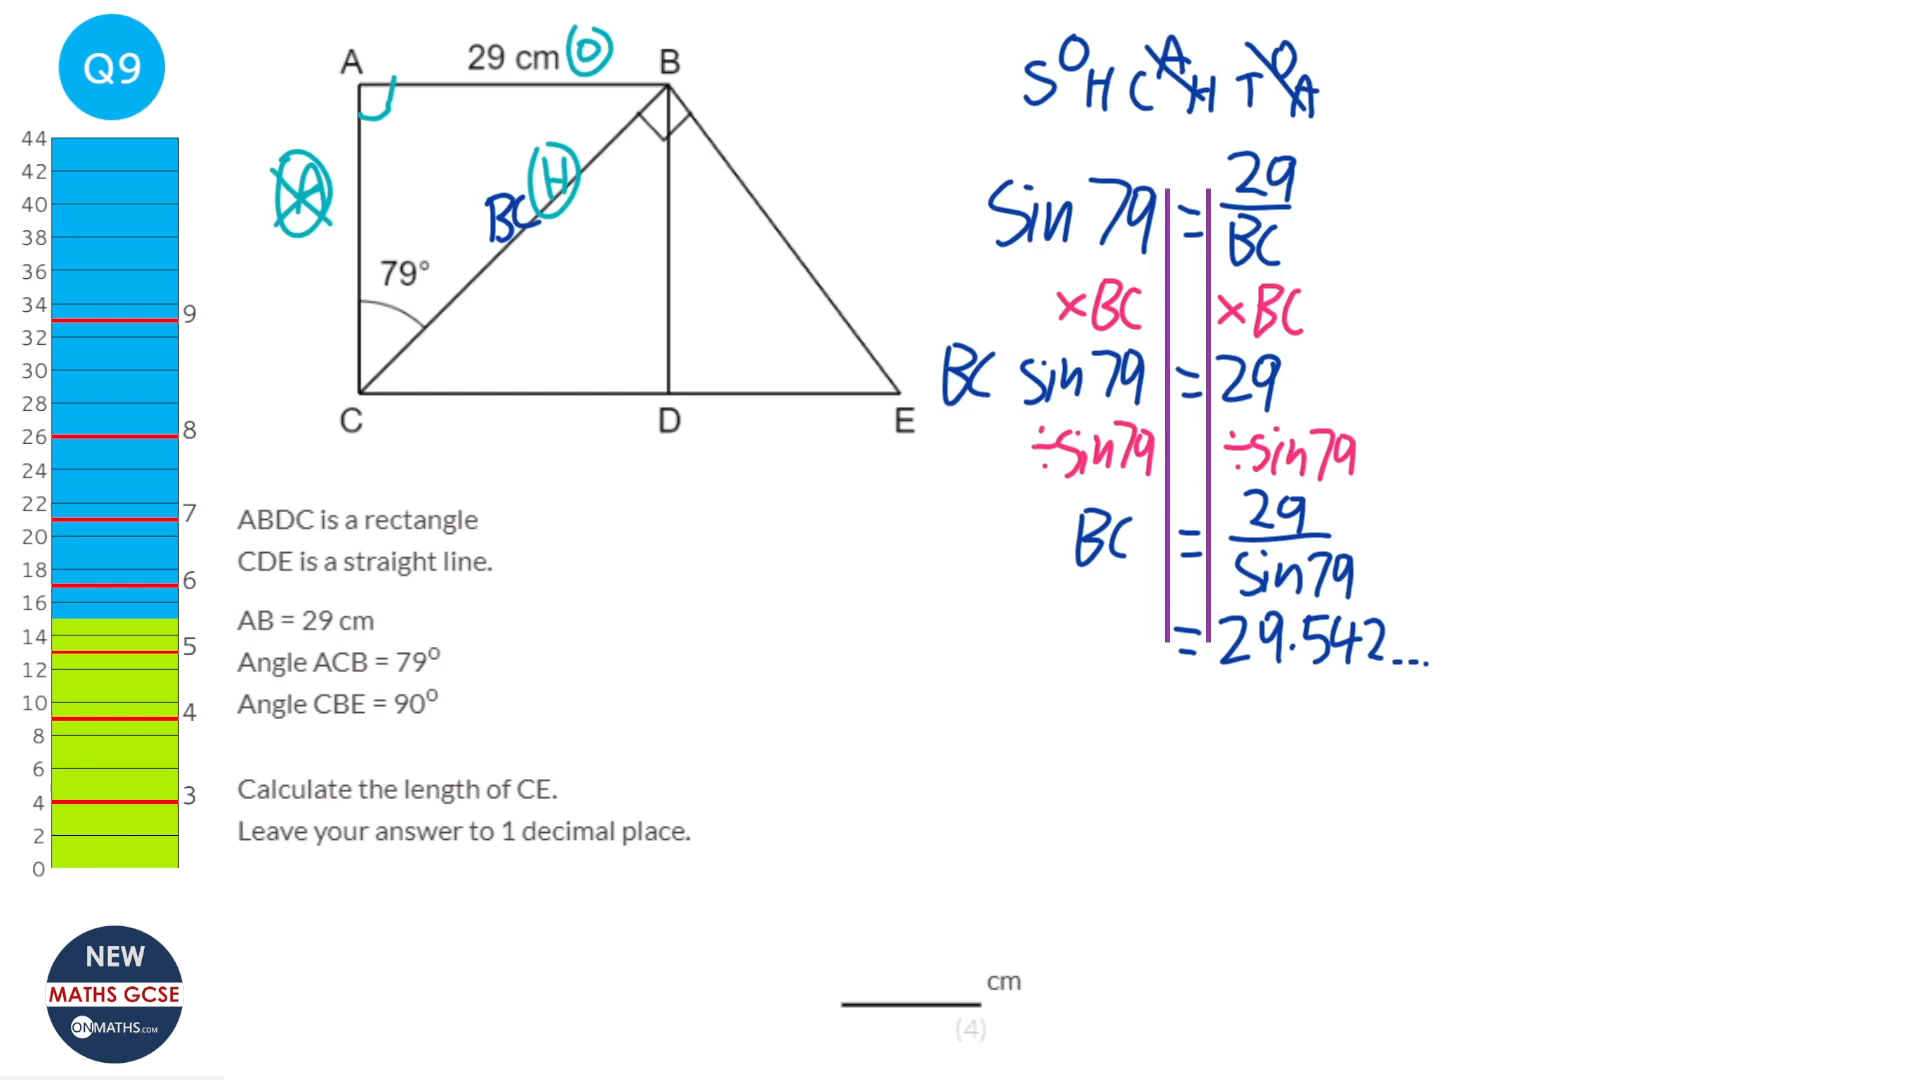 Q9
44
42
40
38
36
34
32
30
28
26
24
22
20
18
16
14
12
10
8
6
4
2
0
9
8
7
6
5
4
3
A 29 cm O B
A
H
BC
79°
C D E
ABDC is a rectangle
CDE is a straight line.
AB = 29 cm
Angle ACB = 79°
Angle CBE = 90°
Calculate the length of CE.
Leave your answer to 1 decimal place.
cm
(4)
SOH CAH TOA
Sin 79 = 29/BC
×BC ×BC
BC sin 79 = 29
÷sin79 ÷sin79
BC = 29/sin79
= 29.542...
NEW
MATHS GCSE
ONMATHS.COM